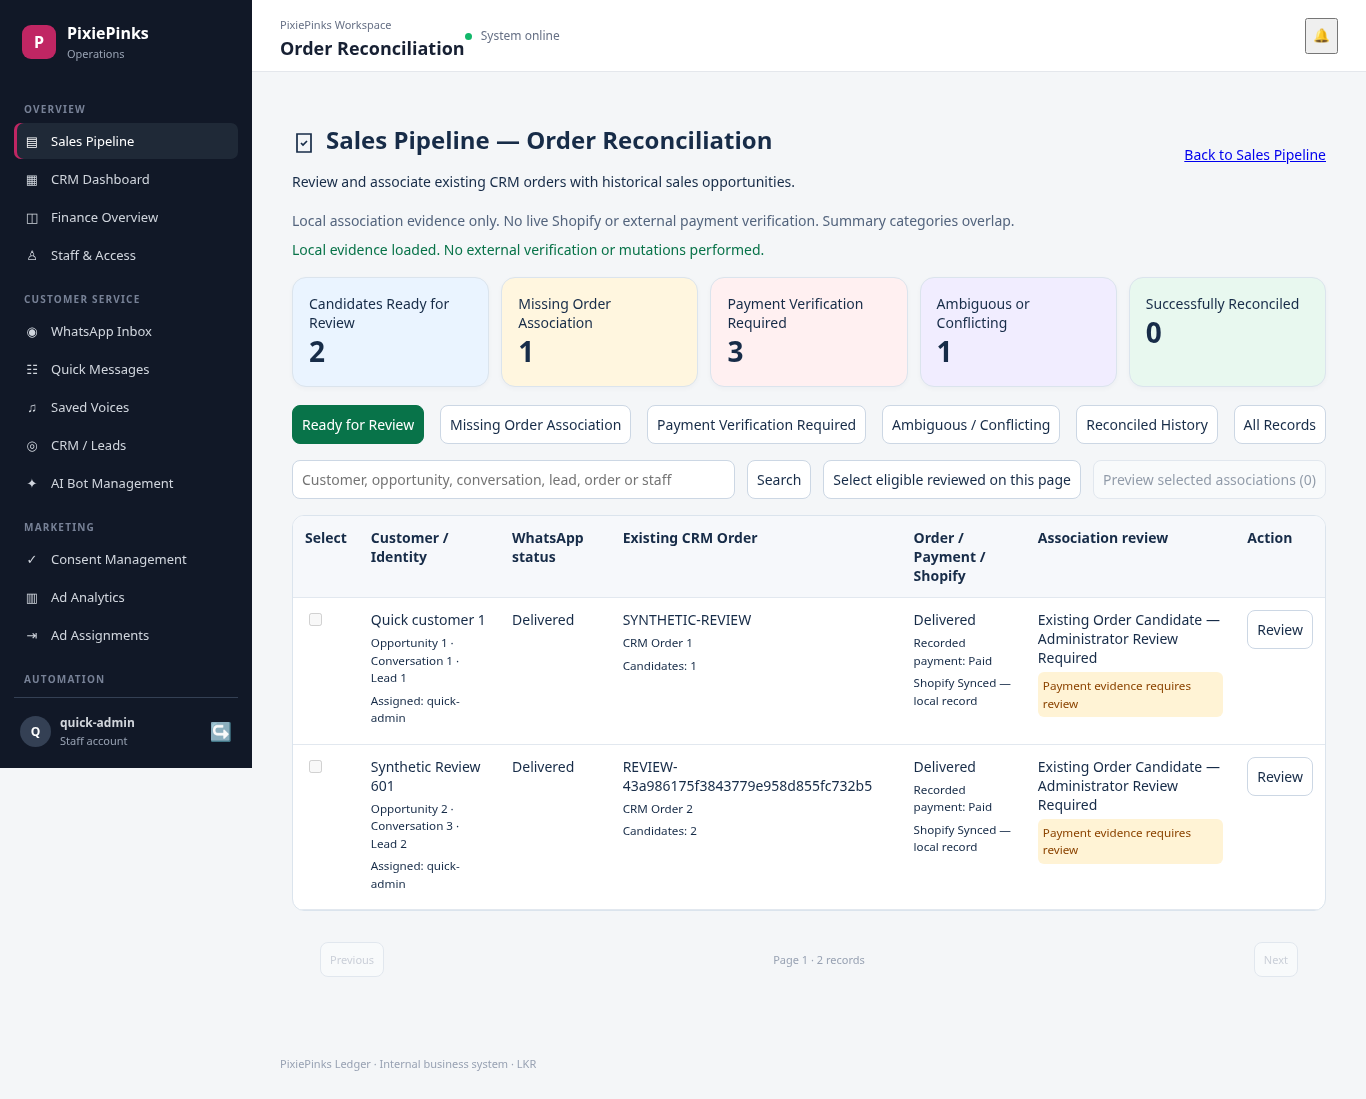 P
PixiePinks
Operations
OVERVIEW
Sales Pipeline
CRM Dashboard
Finance Overview
Staff & Access
CUSTOMER SERVICE
WhatsApp Inbox
Quick Messages
Saved Voices
CRM / Leads
AI Bot Management
MARKETING
Consent Management
Ad Analytics
Ad Assignments
AUTOMATION
Q
quick-admin
Staff account
PixiePinks Workspace
Order Reconciliation
System online
Sales Pipeline — Order Reconciliation
Back to Sales Pipeline
Review and associate existing CRM orders with historical sales opportunities.
Local association evidence only. No live Shopify or external payment verification. Summary categories overlap.
Local evidence loaded. No external verification or mutations performed.
Candidates Ready for
Review
2
Missing Order
Association
1
Payment Verification
Required
3
Ambiguous or
Conflicting
1
Successfully Reconciled
0
Ready for Review
Missing Order Association
Payment Verification Required
Ambiguous / Conflicting
Reconciled History
All Records
Customer, opportunity, conversation, lead, order or staff
Search
Select eligible reviewed on this page
Preview selected associations (0)
Select
Customer /
Identity
WhatsApp
status
Existing CRM Order
Order /
Payment /
Shopify
Association review
Action
Quick customer 1
Opportunity 1 ·
Conversation 1 ·
Lead 1
Assigned: quick-
admin
Delivered
SYNTHETIC-REVIEW
CRM Order 1
Candidates: 1
Delivered
Recorded
payment: Paid
Shopify Synced —
local record
Existing Order Candidate —
Administrator Review
Required
Payment evidence requires
review
Review
Synthetic Review
601
Opportunity 2 ·
Conversation 3 ·
Lead 2
Assigned: quick-
admin
Delivered
REVIEW-
43a986175f3843779e958d855fc732b5
CRM Order 2
Candidates: 2
Delivered
Recorded
payment: Paid
Shopify Synced —
local record
Existing Order Candidate —
Administrator Review
Required
Payment evidence requires
review
Review
Previous
Page 1 · 2 records
Next
PixiePinks Ledger · Internal business system · LKR